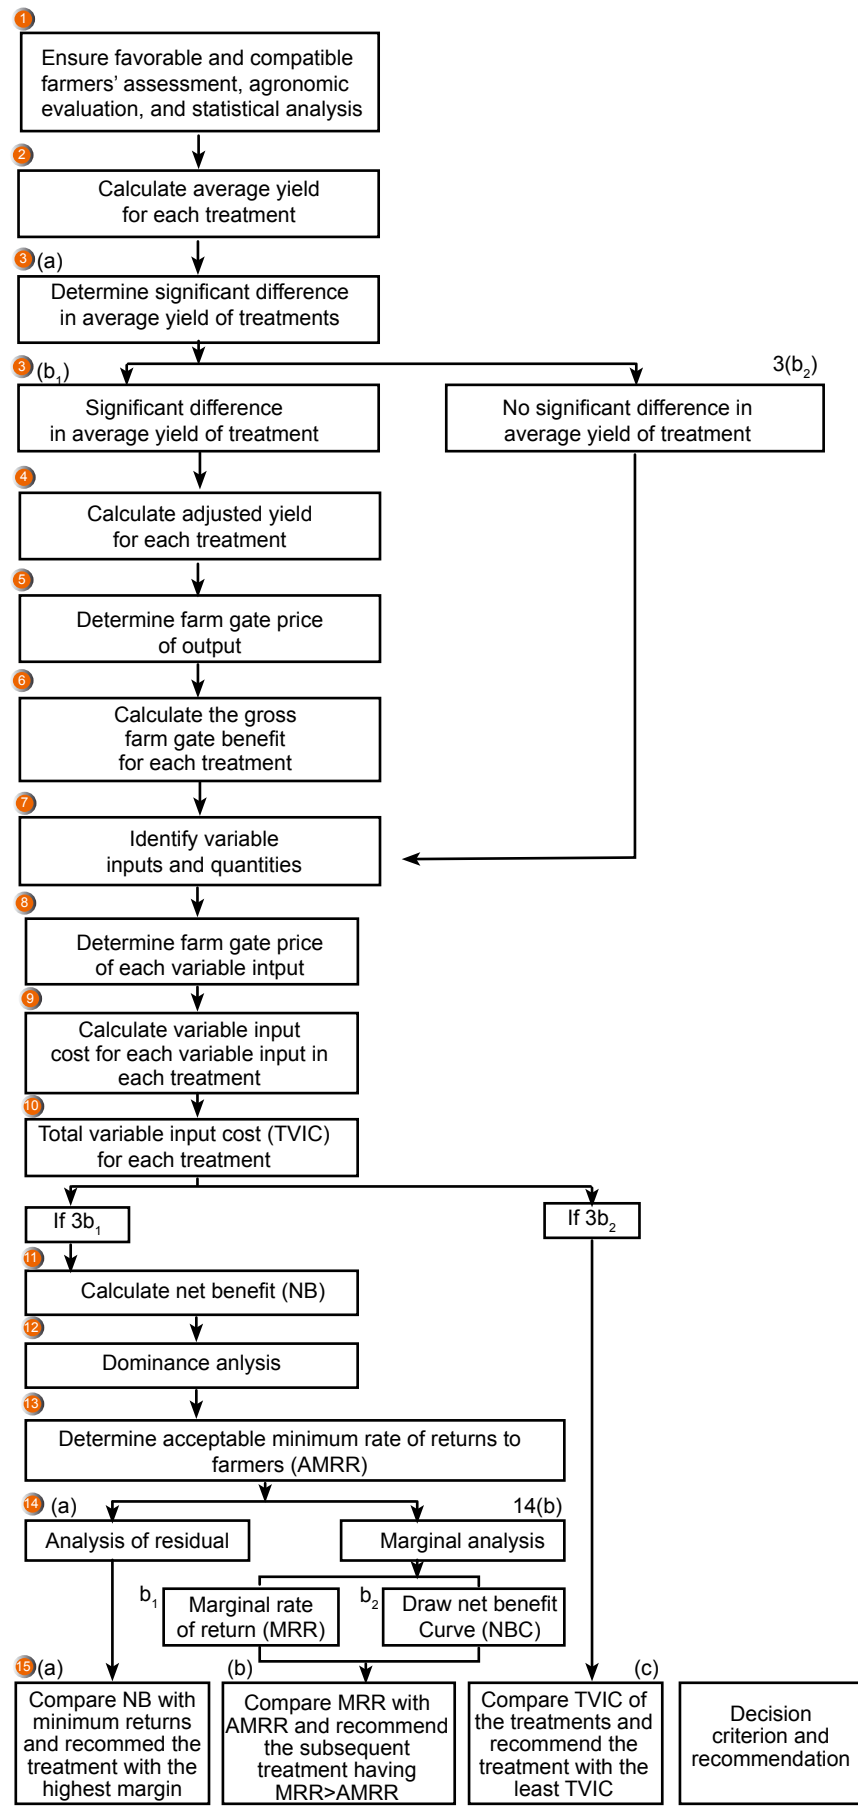 1
Ensure favorable and compatible
farmers’ assessment, agronomic
evaluation, and statistical analysis
2
Calculate average yield
for each treatment
3 (a)
Determine significant difference
in average yield of treatments
3 (b₁)
3(b₂)
Significant difference
in average yield of treatment
No significant difference in
average yield of treatment
4
Calculate adjusted yield
for each treatment
5
Determine farm gate price
of output
6
Calculate the gross
farm gate benefit
for each treatment
7
Identify variable
inputs and quantities
8
Determine farm gate price
of each variable intput
9
Calculate variable input
cost for each variable input in
each treatment
10
Total variable input cost (TVIC)
for each treatment
If 3b₁
If 3b₂
11
Calculate net benefit (NB)
12
Dominance anlysis
13
Determine acceptable minimum rate of returns to
farmers (AMRR)
14 (a)
14(b)
Analysis of residual
Marginal analysis
b₁
Marginal rate
of return (MRR)
b₂
Draw net benefit
Curve (NBC)
15 (a)
Compare NB with
minimum returns
and recommed the
treatment with the
highest margin
(b)
Compare MRR with
AMRR and recommend
the subsequent
treatment having
MRR>AMRR
(c)
Compare TVIC of
the treatments and
recommend the
treatment with the
least TVIC
Decision
criterion and
recommendation